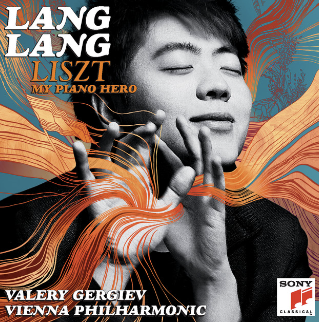 LANG
LANG
LISZT
MY PIANO HERO
VALERY GERGIEV
VIENNA PHILHARMONIC
SONY
CLASSICAL